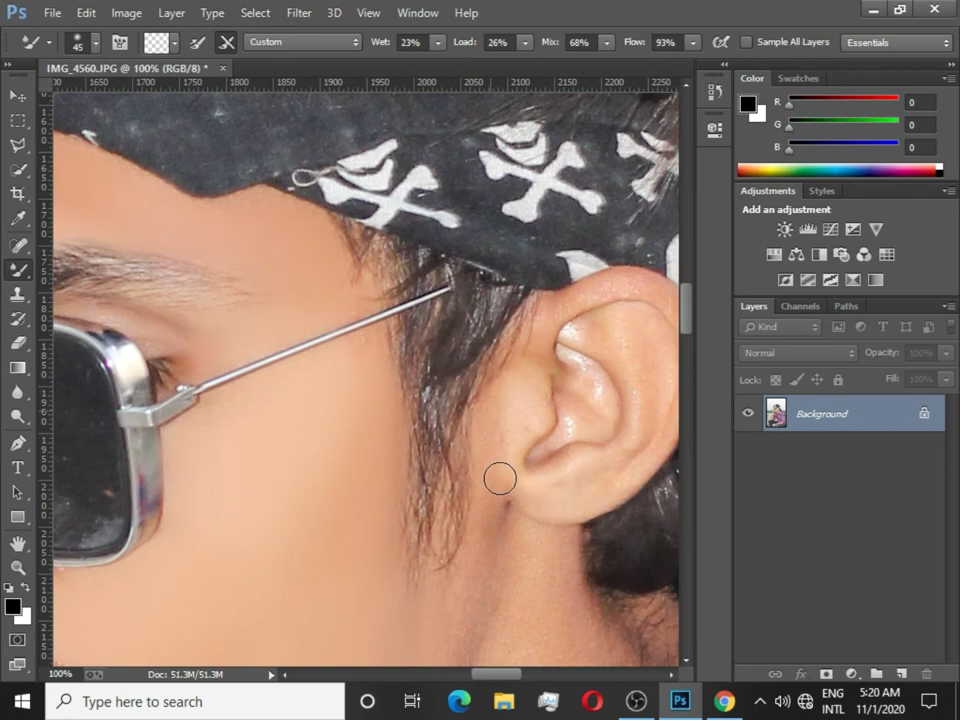 Ps File Edit Image Layer Type Select Filter 3D View Window Help
45 Custom Wet: 23% Load: 26% Mix: 68% Flow: 93% Sample All Layers Essentials
IMG_4560.JPG @ 100% (RGB/8) * ×
1650 1700 1750 1800 1850 1900 1950 2000 2050 2100 2150 2200 2250
Color Swatches
R 0
G 0
B 0
Adjustments Styles
Add an adjustment
Layers Channels Paths
Kind
Normal Opacity: 100%
Lock: Fill: 100%
Background
100% Doc: 51.3M/51.3M
Type here to search
Ps
ENG
INTL
5:20 AM
11/1/2020